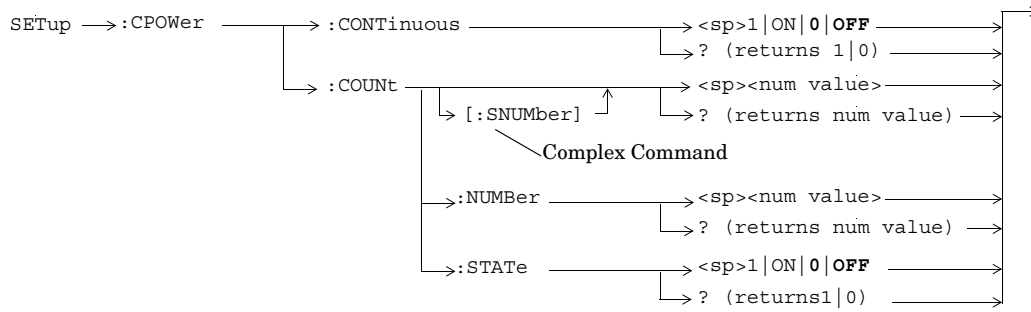 SETup :CPOWer :CONTinuous <sp>1|ON|0|OFF
? (returns 1|0)
:COUNt <sp><num value>
[:SNUMber] ? (returns num value)
Complex Command
:NUMBer <sp><num value>
? (returns num value)
:STATe <sp>1|ON|0|OFF
? (returns1|0)